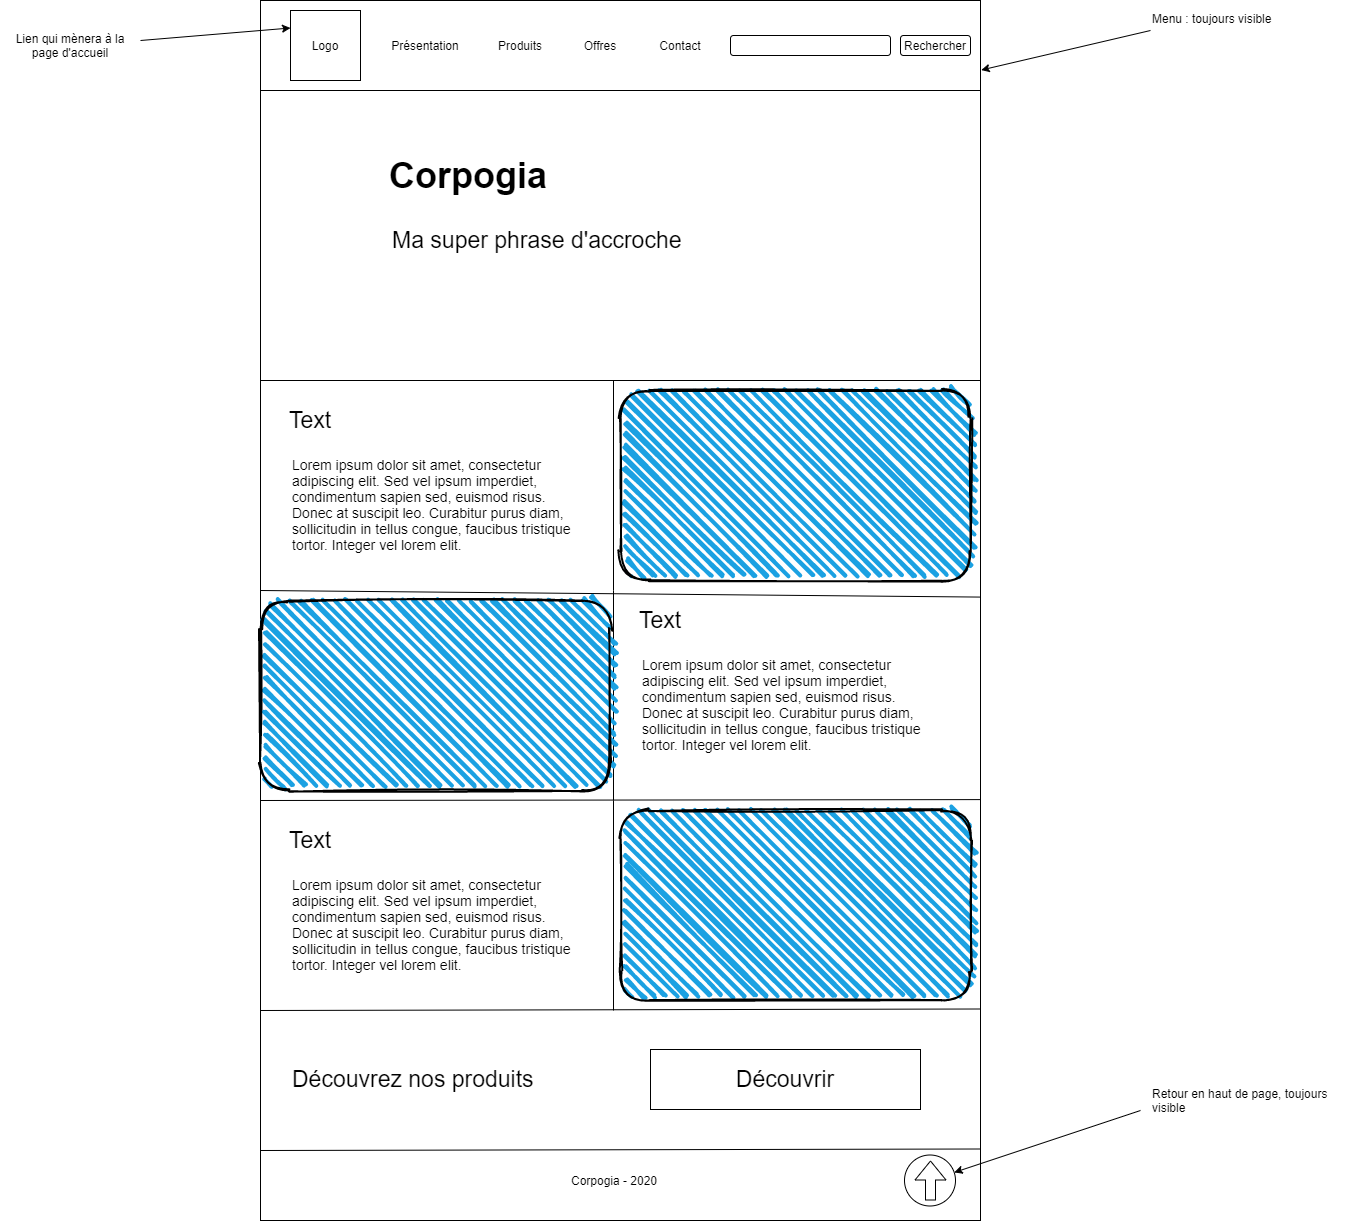 Lien qui mènera à la
page d'accueil
Menu : toujours visible
Logo
Présentation
Produits
Offres
Contact
Rechercher
Corpogia
Ma super phrase d'accroche
Text
Lorem ipsum dolor sit amet, consectetur
adipiscing elit. Sed vel ipsum imperdiet,
condimentum sapien sed, euismod risus.
Donec at suscipit leo. Curabitur purus diam,
sollicitudin in tellus congue, faucibus tristique
tortor. Integer vel lorem elit.
Text
Lorem ipsum dolor sit amet, consectetur
adipiscing elit. Sed vel ipsum imperdiet,
condimentum sapien sed, euismod risus.
Donec at suscipit leo. Curabitur purus diam,
sollicitudin in tellus congue, faucibus tristique
tortor. Integer vel lorem elit.
Text
Lorem ipsum dolor sit amet, consectetur
adipiscing elit. Sed vel ipsum imperdiet,
condimentum sapien sed, euismod risus.
Donec at suscipit leo. Curabitur purus diam,
sollicitudin in tellus congue, faucibus tristique
tortor. Integer vel lorem elit.
Découvrez nos produits
Découvrir
Retour en haut de page, toujours
visible
Corpogia - 2020